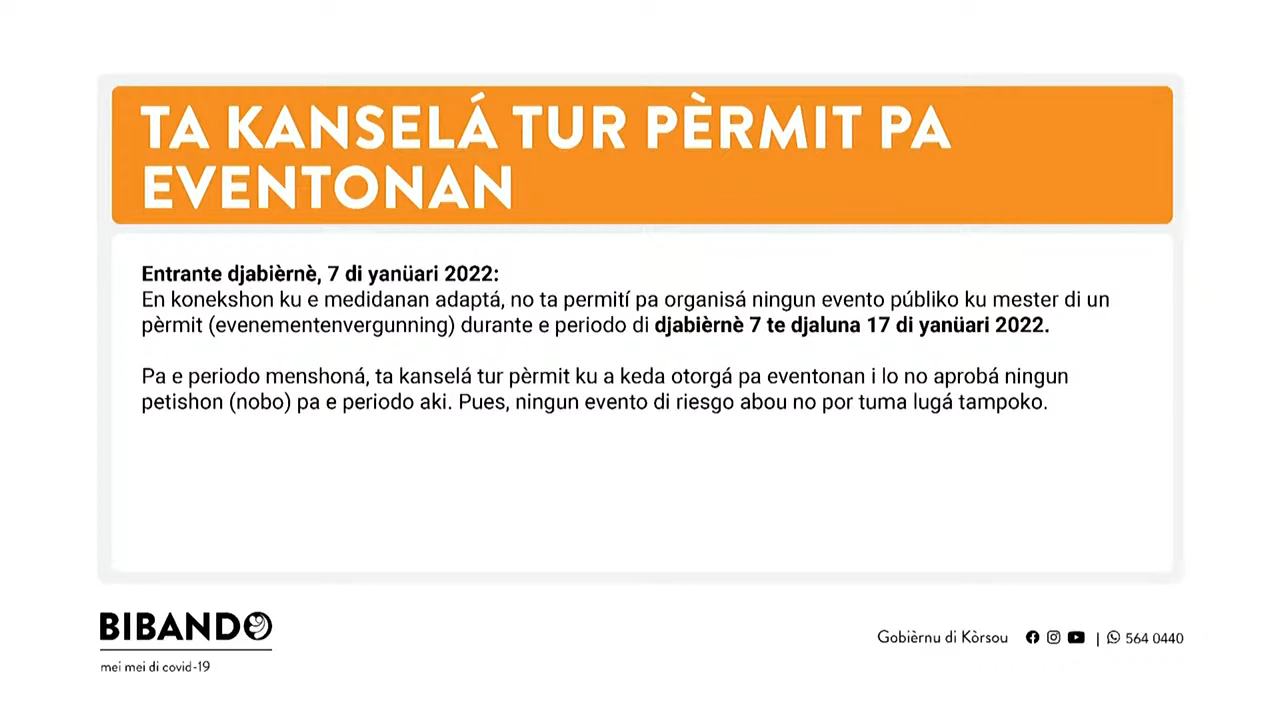 TA KANSELÁ TUR PÈRMIT PA
EVENTONAN
Entrante djabièrnè, 7 di yanüari 2022:
En konekshon ku e medidanan adaptá, no ta permití pa organisá ningun evento públiko ku mester di un
pèrmit (evenementenvergunning) durante e periodo di djabièrnè 7 te djaluna 17 di yanüari 2022.
Pa e periodo menshoná, ta kanselá tur pèrmit ku a keda otorgá pa eventonan i lo no aprobá ningun
petishon (nobo) pa e periodo aki. Pues, ningun evento di riesgo abou no por tuma lugá tampoko.
BIBANDO
mei mei di covid-19
Gobièrnu di Kòrsou | 564 0440